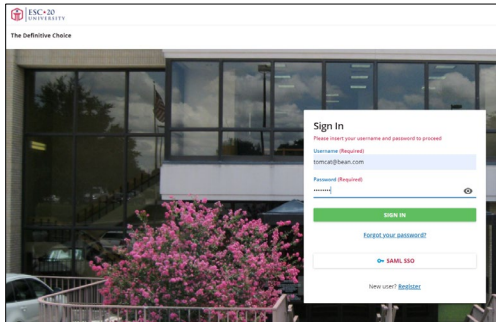 ESC•20
UNIVERSITY
The Definitive Choice
Sign In
Please insert your username and password to proceed
Username (Required)
tomcat@bean.com
Password (Required)
••••••••
SIGN IN
Forgot your password?
SAML SSO
New user? Register